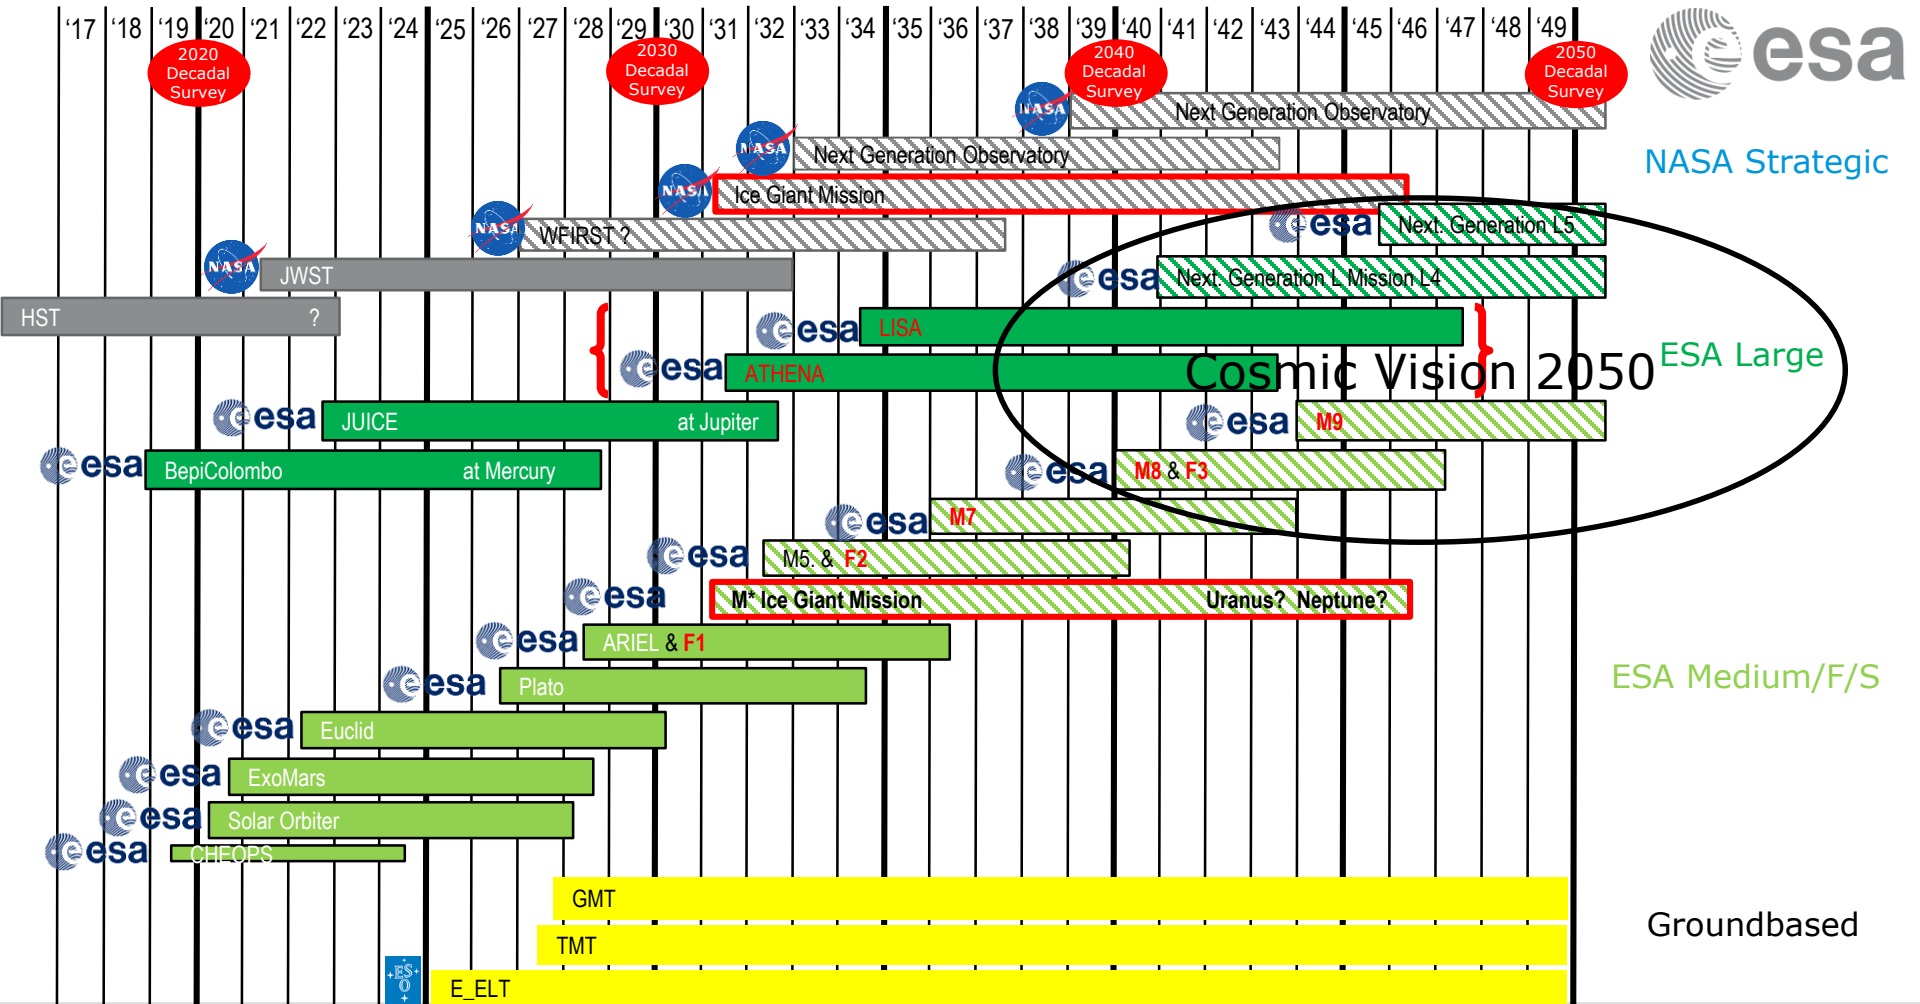 ‘17 ‘18 ‘19 ‘20 ‘21 ‘22 ‘23 ‘24 ‘25 ‘26 ‘27 ‘28 ‘29 ‘30 ‘31 ‘32 ‘33 ‘34 ‘35 ‘36 ‘37 ‘38 ‘39 ‘40 ‘41 ‘42 ‘43 ‘44 ‘45 ‘46 ‘47 ‘48 ‘49
esa
2020
Decadal
Survey
2030
Decadal
Survey
2040
Decadal
Survey
2050
Decadal
Survey
NASA
Next Generation Observatory
NASA
Next Generation Observatory
NASA Strategic
NASA
Ice Giant Mission
esa
Next. Generation L5
NASA
WFIRST ?
NASA
JWST
esa
Next. Generation L Mission L4
HST ?
esa
LISA
esa
ATHENA
Cosmic Vision 2050
ESA Large
esa
JUICE at Jupiter
esa
M9
esa
BepiColombo at Mercury
esa
M8 & F3
esa
M7
esa
M5. & F2
esa
M* Ice Giant Mission Uranus? Neptune?
esa
ARIEL & F1
esa
Plato
ESA Medium/F/S
esa
Euclid
esa
ExoMars
esa
Solar Orbiter
esa
CHEOPS
GMT
Groundbased
TMT
ES
O
E_ELT